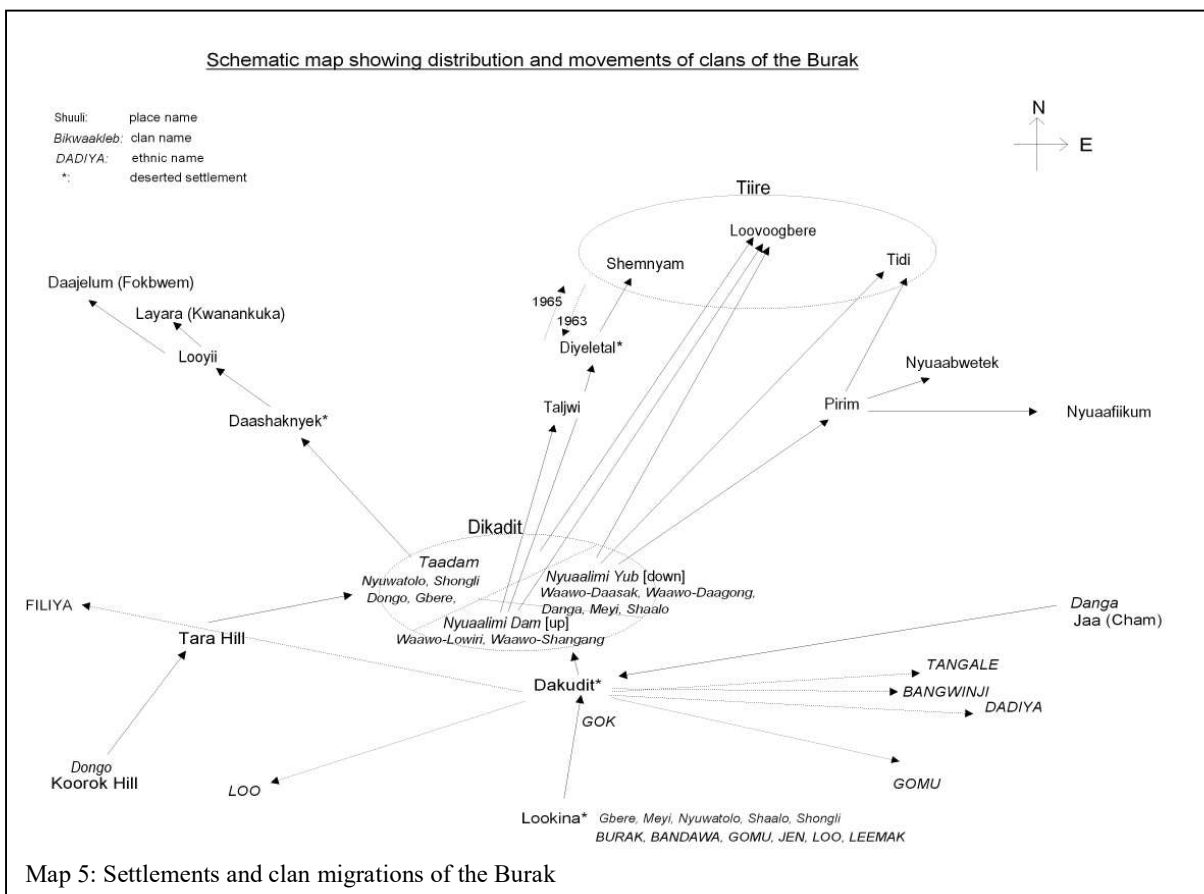 Schematic map showing distribution and movements of clans of the Burak
Shuuli: place name
Bikwaakleb: clan name
DADIYA: ethnic name
*: deserted settlement
N
E
Tiire
Loovoogbere
Shemnyam
Tidi
Daajelum (Fokbwem)
Layara (Kwanankuka)
Looyii
1965
1963
Diyeletal*
Nyuaabwetek
Daashaknyek*
Taljwi
Pirim
Nyuaafiikum
Dikadit
Taadam
Nyuwatolo, Shongli
Dongo, Gbere,
Nyuaalimi Yub [down]
Waawo-Daasak, Waawo-Daagong,
Danga, Meyi, Shaalo
Nyuaalimi Dam [up]
Waawo-Lowiri, Waawo-Shangang
FILIYA
Tara Hill
Danga
Jaa (Cham)
Dakudit*
GOK
TANGALE
BANGWINJI
DADIYA
Dongo
Koorok Hill
LOO
GOMU
Lookina* Gbere, Meyi, Nyuwatolo, Shaalo, Shongli
BURAK, BANDAWA, GOMU, JEN, LOO, LEEMAK
Map 5: Settlements and clan migrations of the Burak